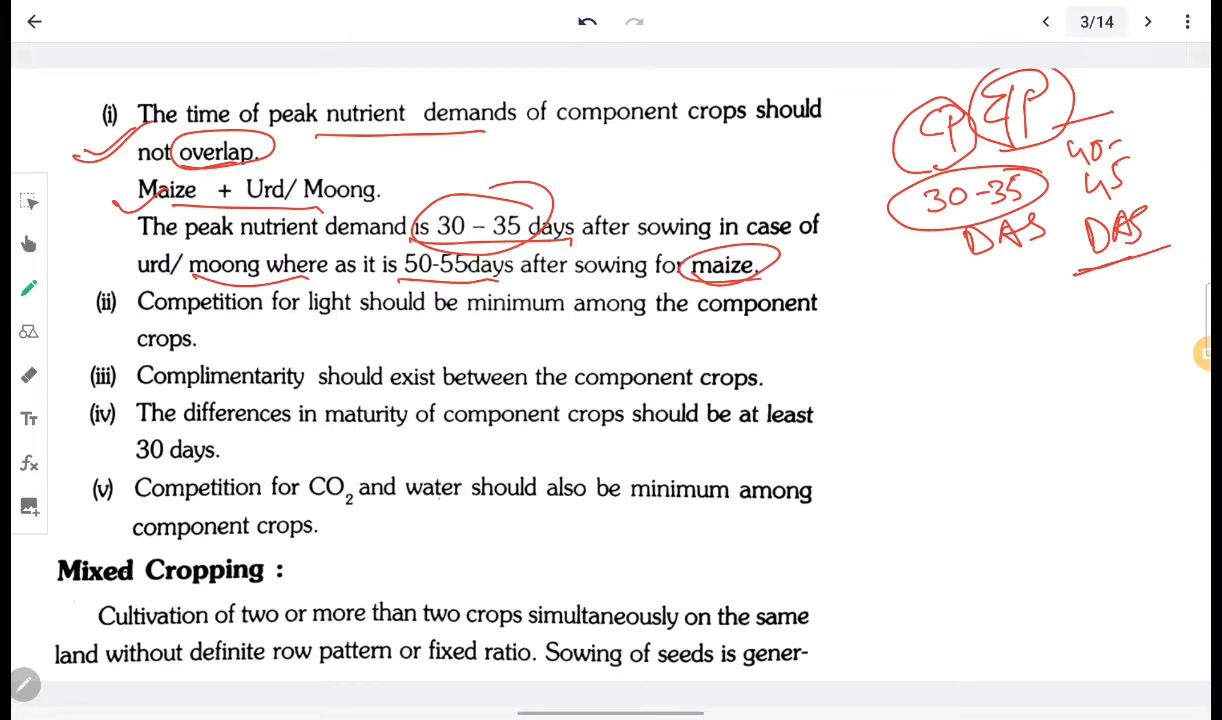 3/14
(i) The time of peak nutrient demands of component crops should
not overlap.
Maize + Urd/ Moong.
The peak nutrient demand is 30 – 35 days after sowing in case of
urd/ moong where as it is 50-55days after sowing for maize.
(ii) Competition for light should be minimum among the component
crops.
(iii) Complimentarity should exist between the component crops.
(iv) The differences in maturity of component crops should be at least
30 days.
(v) Competition for CO2 and water should also be minimum among
component crops.
Mixed Cropping :
Cultivation of two or more than two crops simultaneously on the same
land without definite row pattern or fixed ratio. Sowing of seeds is gener-
CP
30-35
DAS
40-
45
DAS
Tт
fx